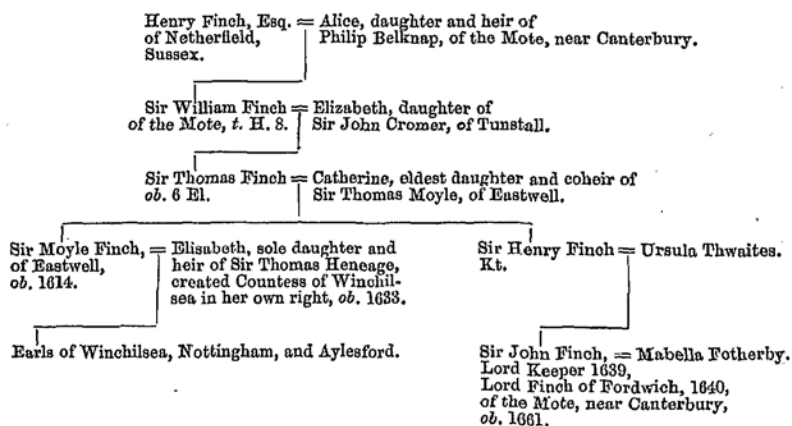 Henry Finch, Esq. = Alice, daughter and heir of
of Netherfield, Philip Belknap, of the Mote, near Canterbury.
Sussex.
Sir William Finch = Elizabeth, daughter of
of the Mote, t. H. 8. Sir John Cromer, of Tunstall.
Sir Thomas Finch = Catherine, eldest daughter and coheir of
ob. 6 El. Sir Thomas Moyle, of Eastwell.
Sir Moyle Finch, = Elisabeth, sole daughter and
of Eastwell, heir of Sir Thomas Heneage,
ob. 1614. created Countess of Winchil-
sea in her own right, ob. 1633.
Sir Henry Finch = Ursula Thwaites.
Kt.
Earls of Winchilsea, Nottingham, and Aylesford.
Sir John Finch, = Mabella Fotherby.
Lord Keeper 1639,
Lord Finch of Fordwich, 1640,
of the Mote, near Canterbury,
ob. 1661.